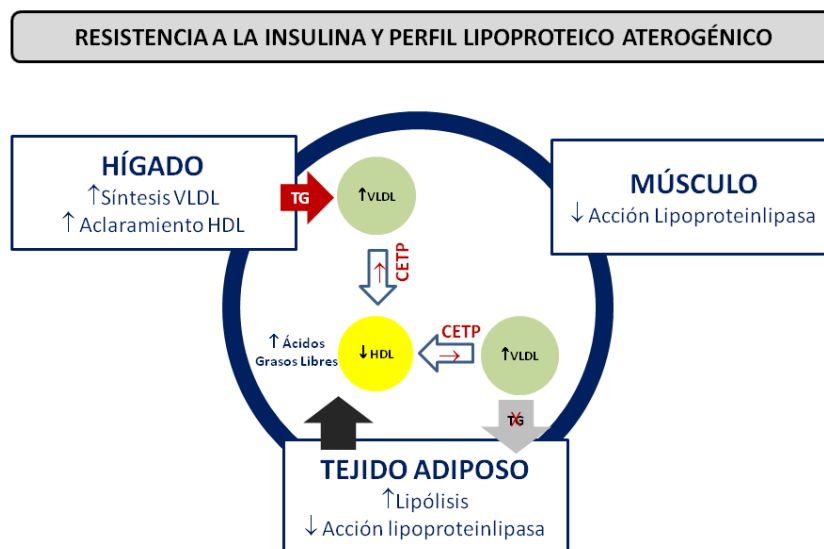 RESISTENCIA A LA INSULINA Y PERFIL LIPOPROTEICO ATEROGÉNICO
HÍGADO
↑Síntesis VLDL
↑ Aclaramiento HDL
TG
↑VLDL
MÚSCULO
↓ Acción Lipoproteinlipasa
↑
CETP
↑ Ácidos
Grasos Libres
↓HDL
CETP
→
↑VLDL
TG
TEJIDO ADIPOSO
↑Lipólisis
↓ Acción lipoproteinlipasa